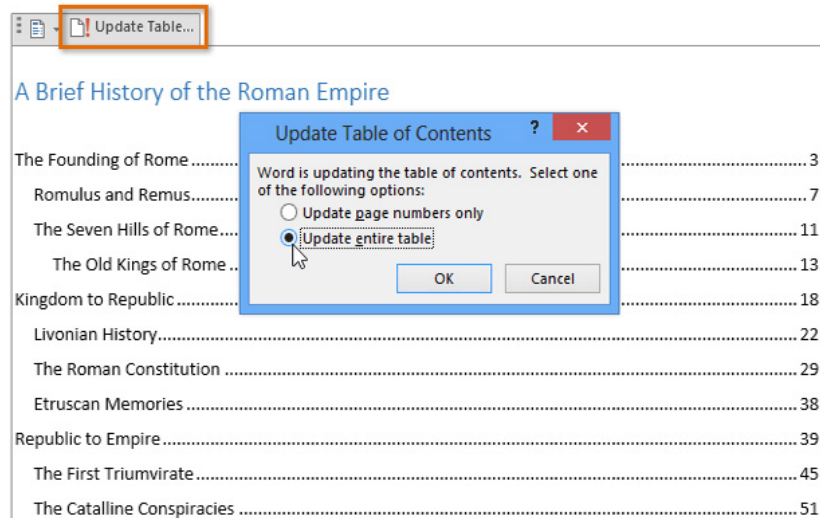 Update Table...
A Brief History of the Roman Empire
Update Table of Contents ? ×
Word is updating the table of contents. Select one
of the following options:
Update page numbers only
Update entire table
OK Cancel
The Founding of Rome 3
Romulus and Remus 7
The Seven Hills of Rome 11
The Old Kings of Rome 13
Kingdom to Republic 18
Livonian History 22
The Roman Constitution 29
Etruscan Memories 38
Republic to Empire 39
The First Triumvirate 45
The Catalline Conspiracies 51